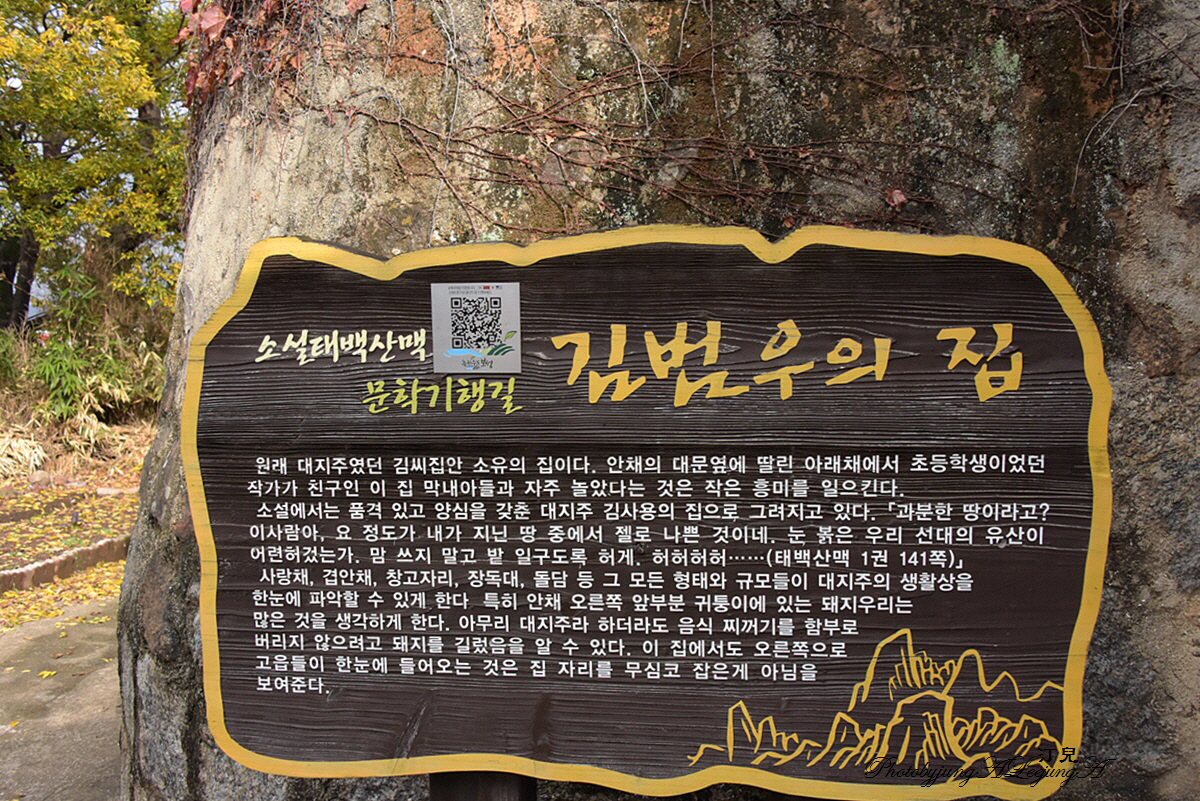 소설태백산맥
문학기행길
김범우의 집
원래 대지주였던 김씨집안 소유의 집이다. 안채의 대문옆에 딸린 아래채에서 초등학생이었던
작가가 친구인 이 집 막내아들과 자주 놀았다는 것은 작은 흥미를 일으킨다.
소설에서는 품격 있고 양심을 갖춘 대지주 김사용의 집으로 그려지고 있다. 「과분한 땅이라고?
이사람아, 요 정도가 내가 지닌 땅 중에서 젤로 나쁜 것이네. 눈 붉은 우리 선대의 유산이
어련허겄는가. 맘 쓰지 말고 밭 일구도록 허게. 허허허허……(태백산맥 1권 141쪽)」
사랑채, 겹안채, 창고자리, 장독대, 돌담 등 그 모든 형태와 규모들이 대지주의 생활상을
한눈에 파악할 수 있게 한다 특히 안채 오른쪽 앞부분 귀퉁이에 있는 돼지우리는
많은 것을 생각하게 한다. 아무리 대지주라 하더라도 음식 찌꺼기를 함부로
버리지 않으려고 돼지를 길렀음을 알 수 있다. 이 집에서도 오른쪽으로
고읍들이 한눈에 들어오는 것은 집 자리를 무심코 잡은게 아님을
보여준다.